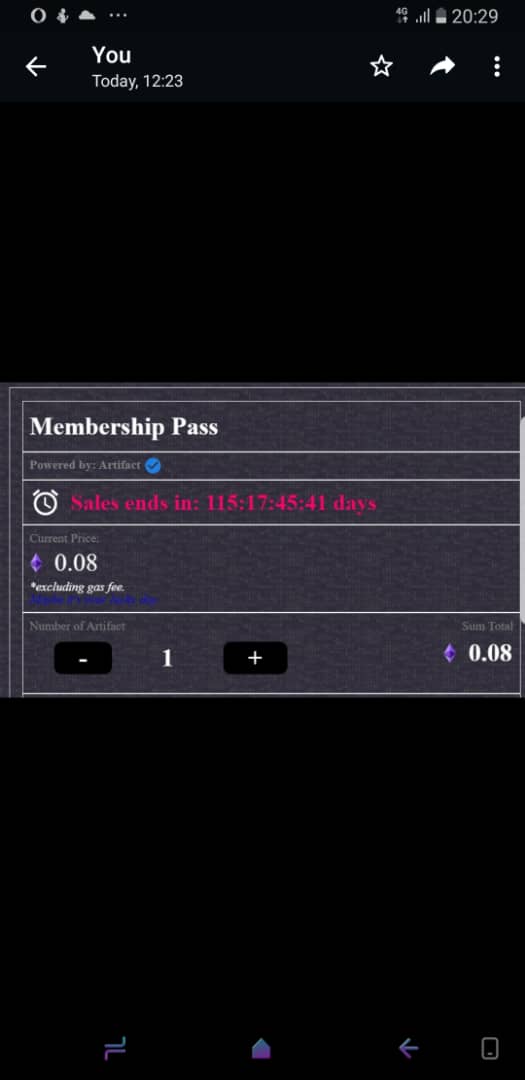 20:29
4G
You
Today, 12:23
Membership Pass
Powered by: Artifact
Sales ends in: 115:17:45:41 days
Current Price:
0.08
*excluding gas fee.
Number of Artifact
Sum Total
- 1 +
0.08